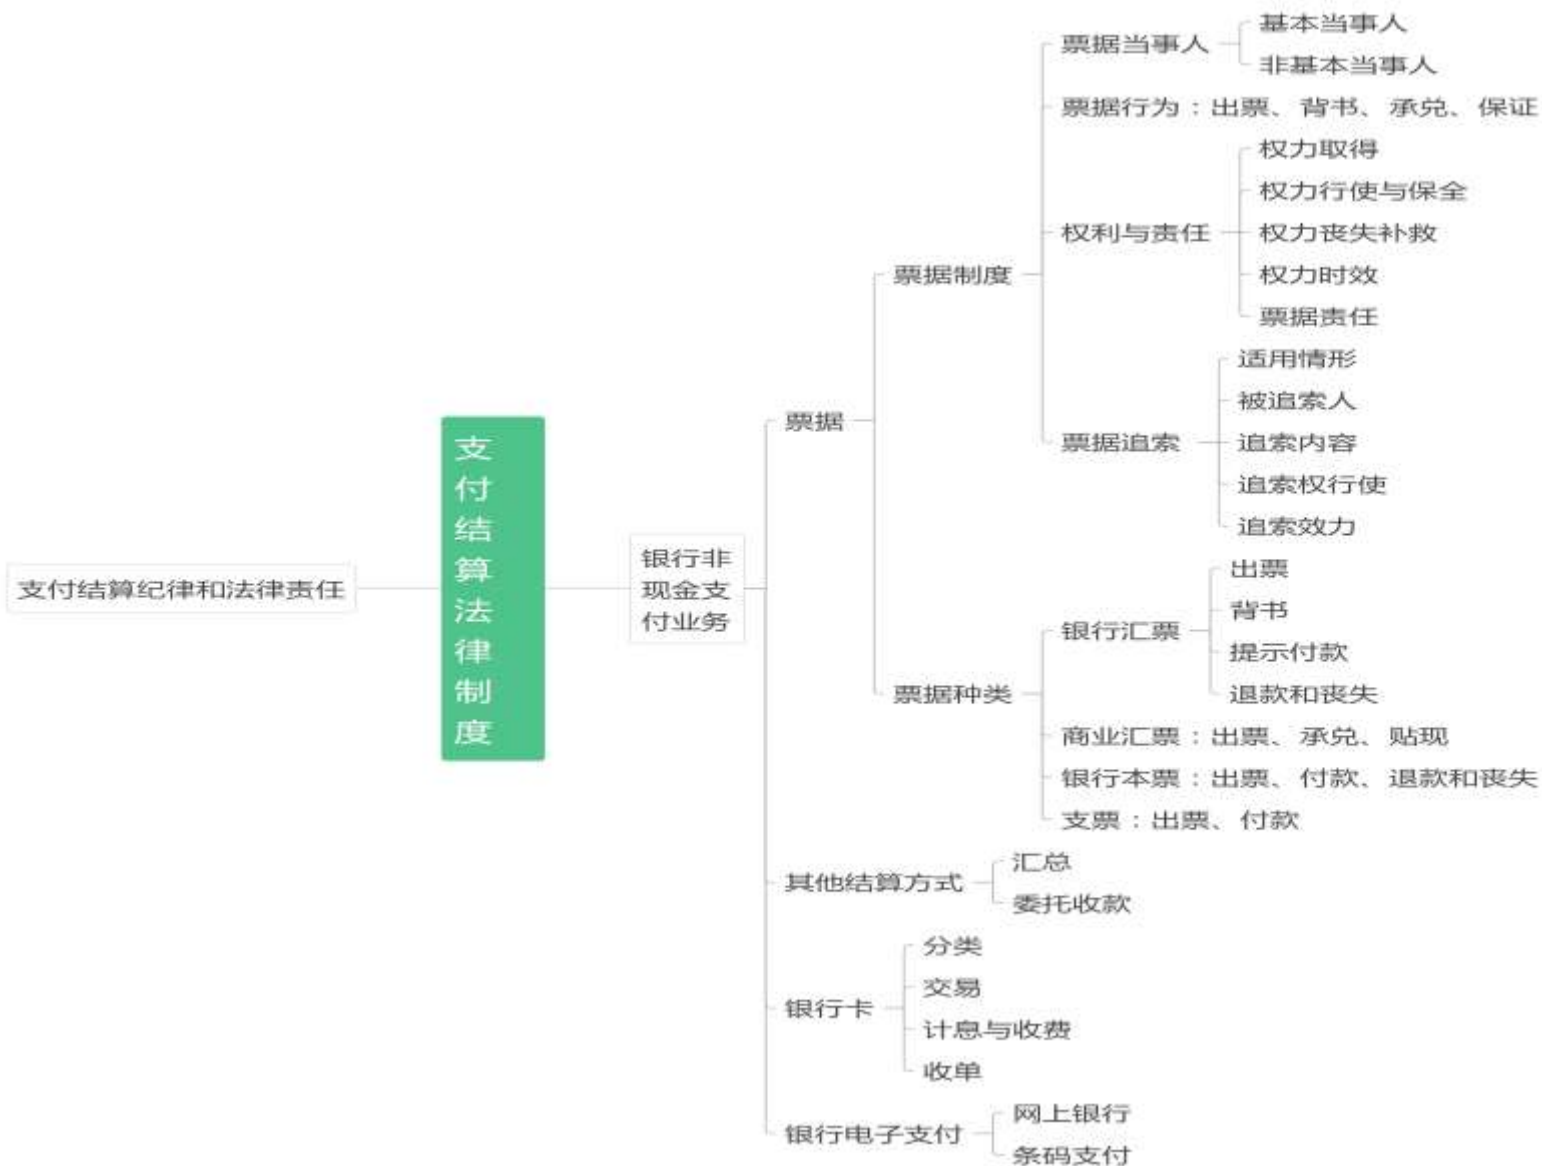 支付结算纪律和法律责任
支
付
结
算
法
律
制
度
银行非
现金支
付业务
票据
票据制度
票据当事人
基本当事人
非基本当事人
票据行为：出票、背书、承兑、保证
权利与责任
权力取得
权力行使与保全
权力丧失补救
权力时效
票据责任
票据追索
适用情形
被追索人
追索内容
追索权行使
追索效力
票据种类
银行汇票
出票
背书
提示付款
退款和丧失
商业汇票：出票、承兑、贴现
银行本票：出票、付款、退款和丧失
支票：出票、付款
其他结算方式
汇总
委托收款
银行卡
分类
交易
计息与收费
收单
银行电子支付
网上银行
条码支付